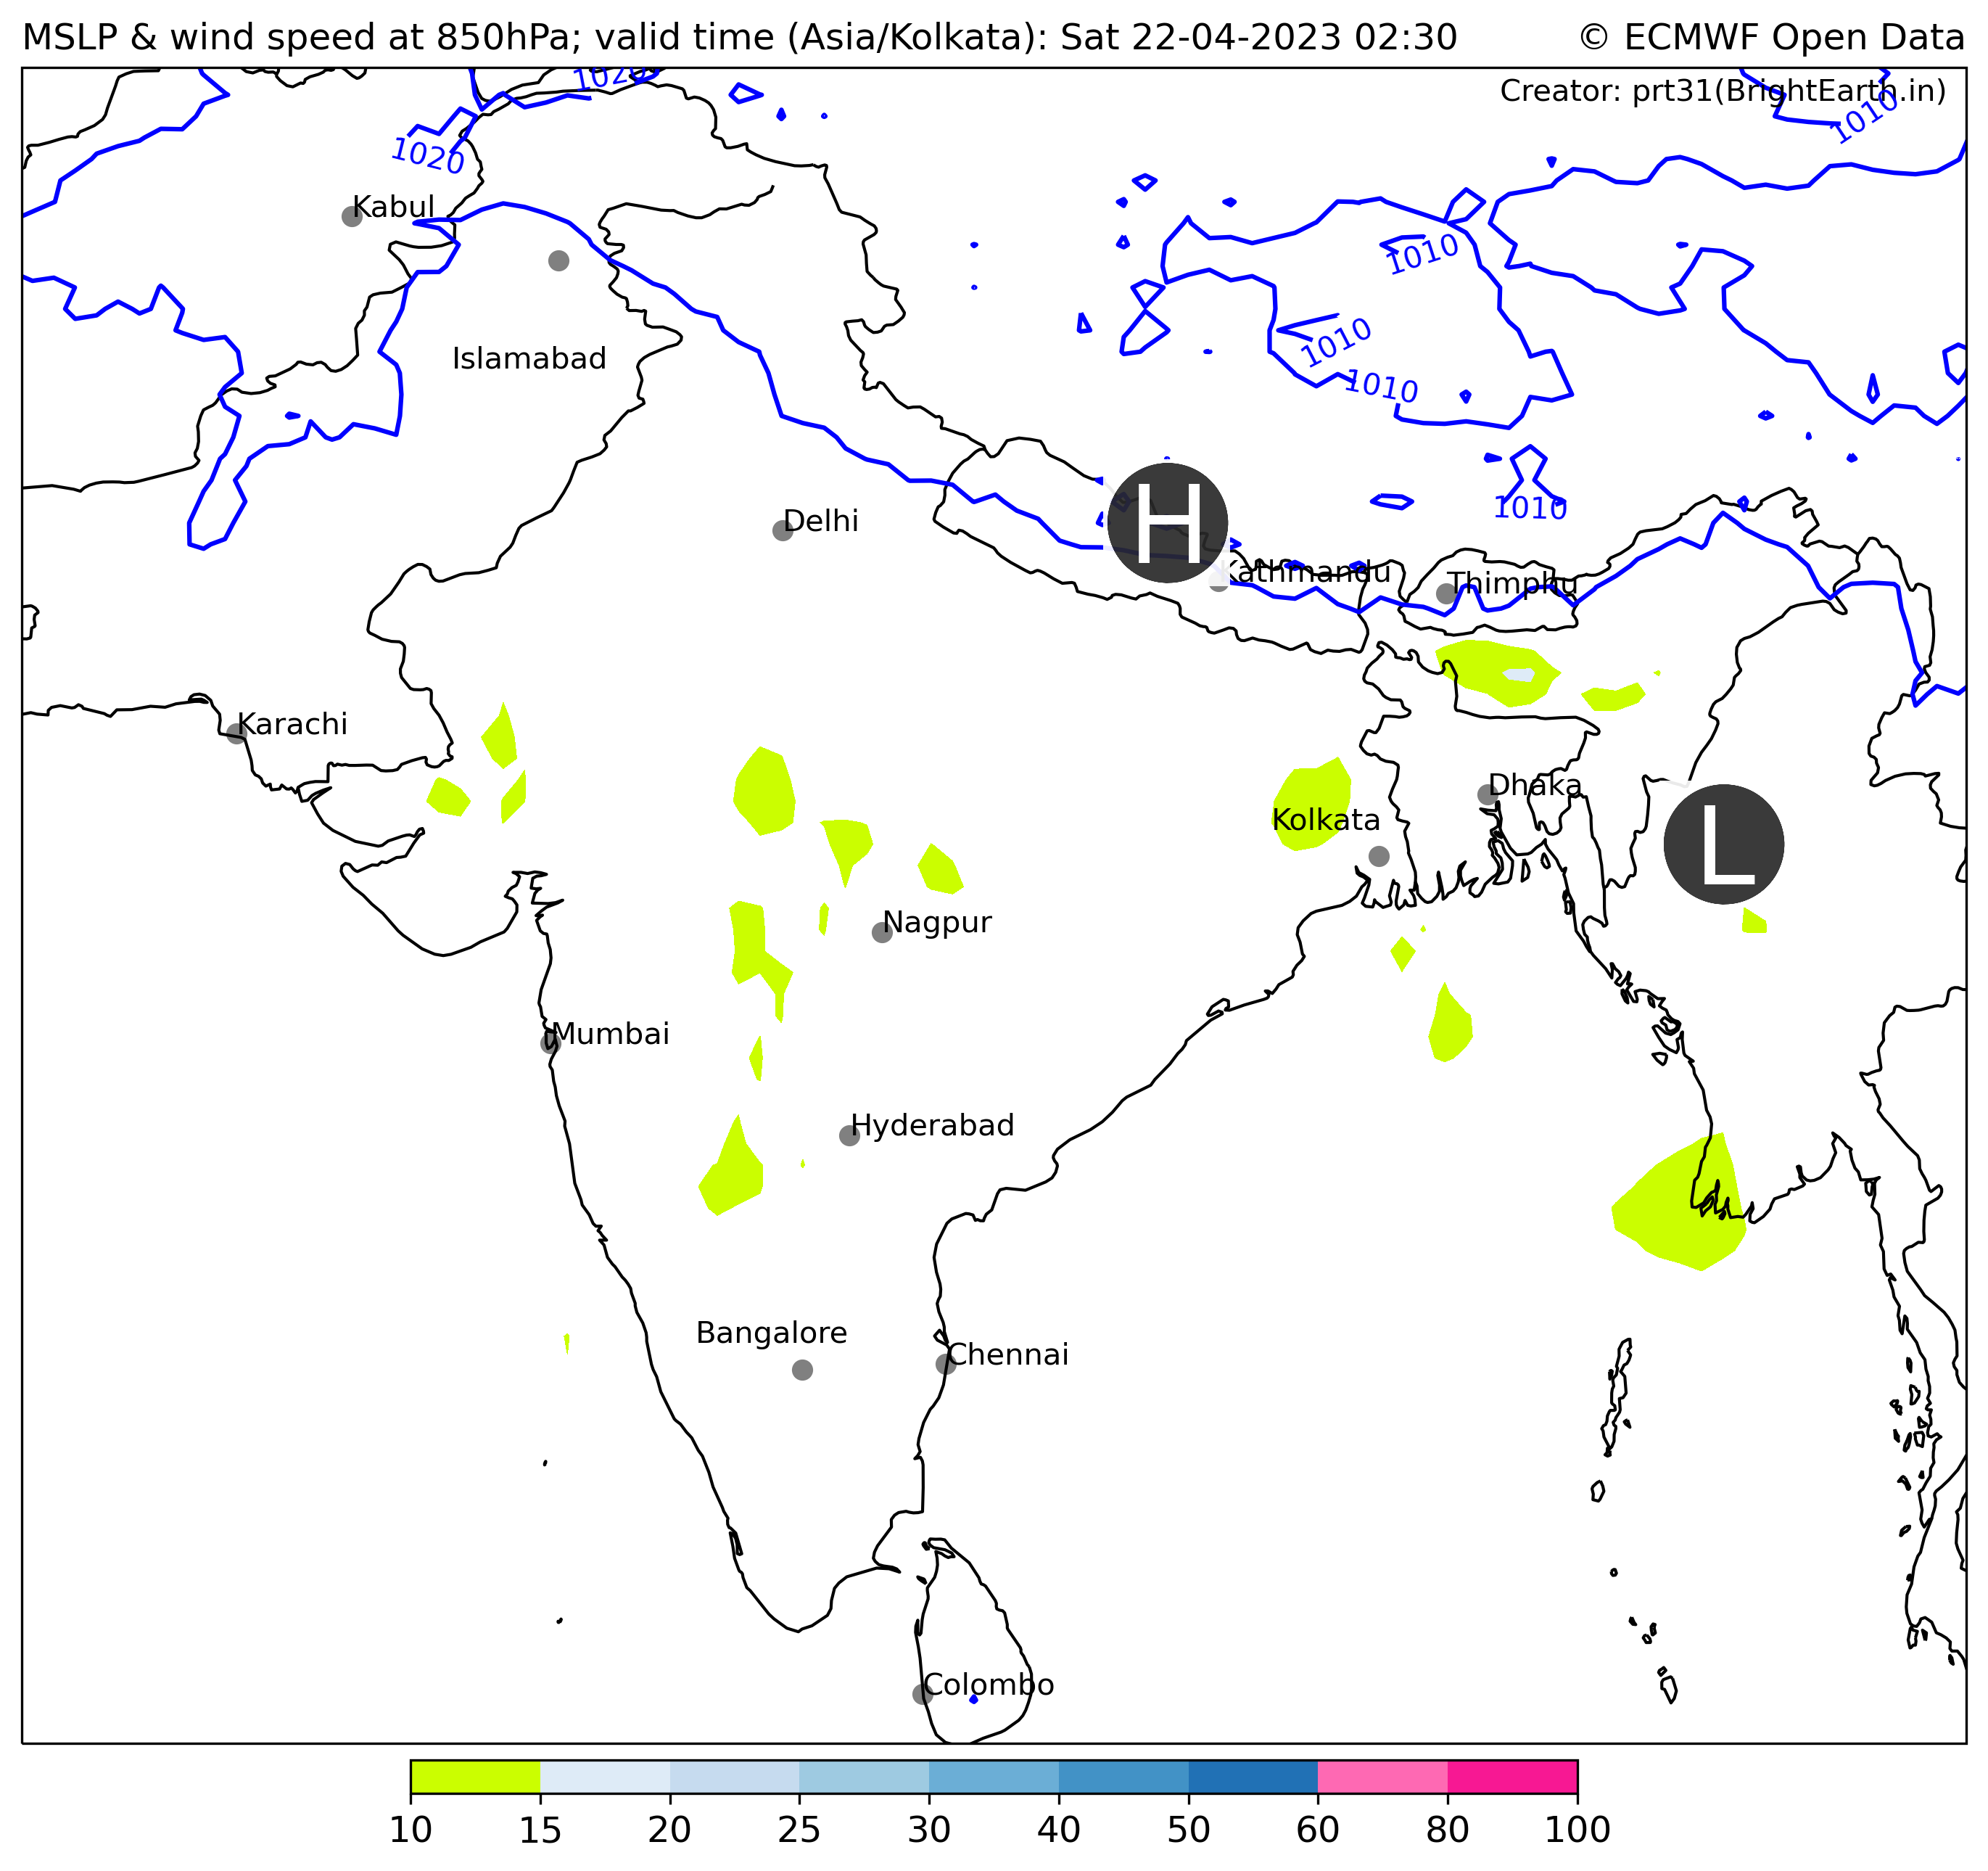 MSLP & wind speed at 850hPa; valid time (Asia/Kolkata): Sat 22-04-2023 02:30 © ECMWF Open Data
Creator: prt31(BrightEarth.in)
1020
1010
1020
Kabul
1010
1010
Islamabad
1010
1010
Delhi
H
Kathmandu
Thimphu
Karachi
Dhaka
Kolkata
L
Nagpur
Mumbai
Hyderabad
Bangalore
Chennai
Colombo
10 15 20 25 30 40 50 60 80 100